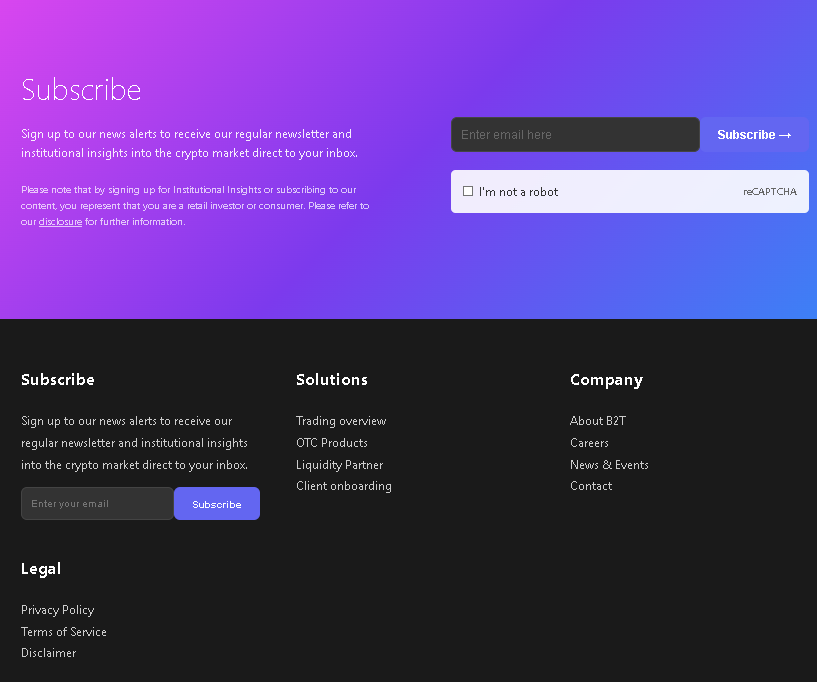 Subscribe
Sign up to our news alerts to receive our regular newsletter and
institutional insights into the crypto market direct to your inbox.
Please note that by signing up for Institutional Insights or subscribing to our
content, you represent that you are a retail investor or consumer. Please refer to
our disclosure for further information.
Enter email here
Subscribe →
I'm not a robot
reCAPTCHA
Subscribe
Sign up to our news alerts to receive our
regular newsletter and institutional insights
into the crypto market direct to your inbox.
Enter your email
Subscribe
Solutions
Trading overview
OTC Products
Liquidity Partner
Client onboarding
Company
About B2T
Careers
News & Events
Contact
Legal
Privacy Policy
Terms of Service
Disclaimer